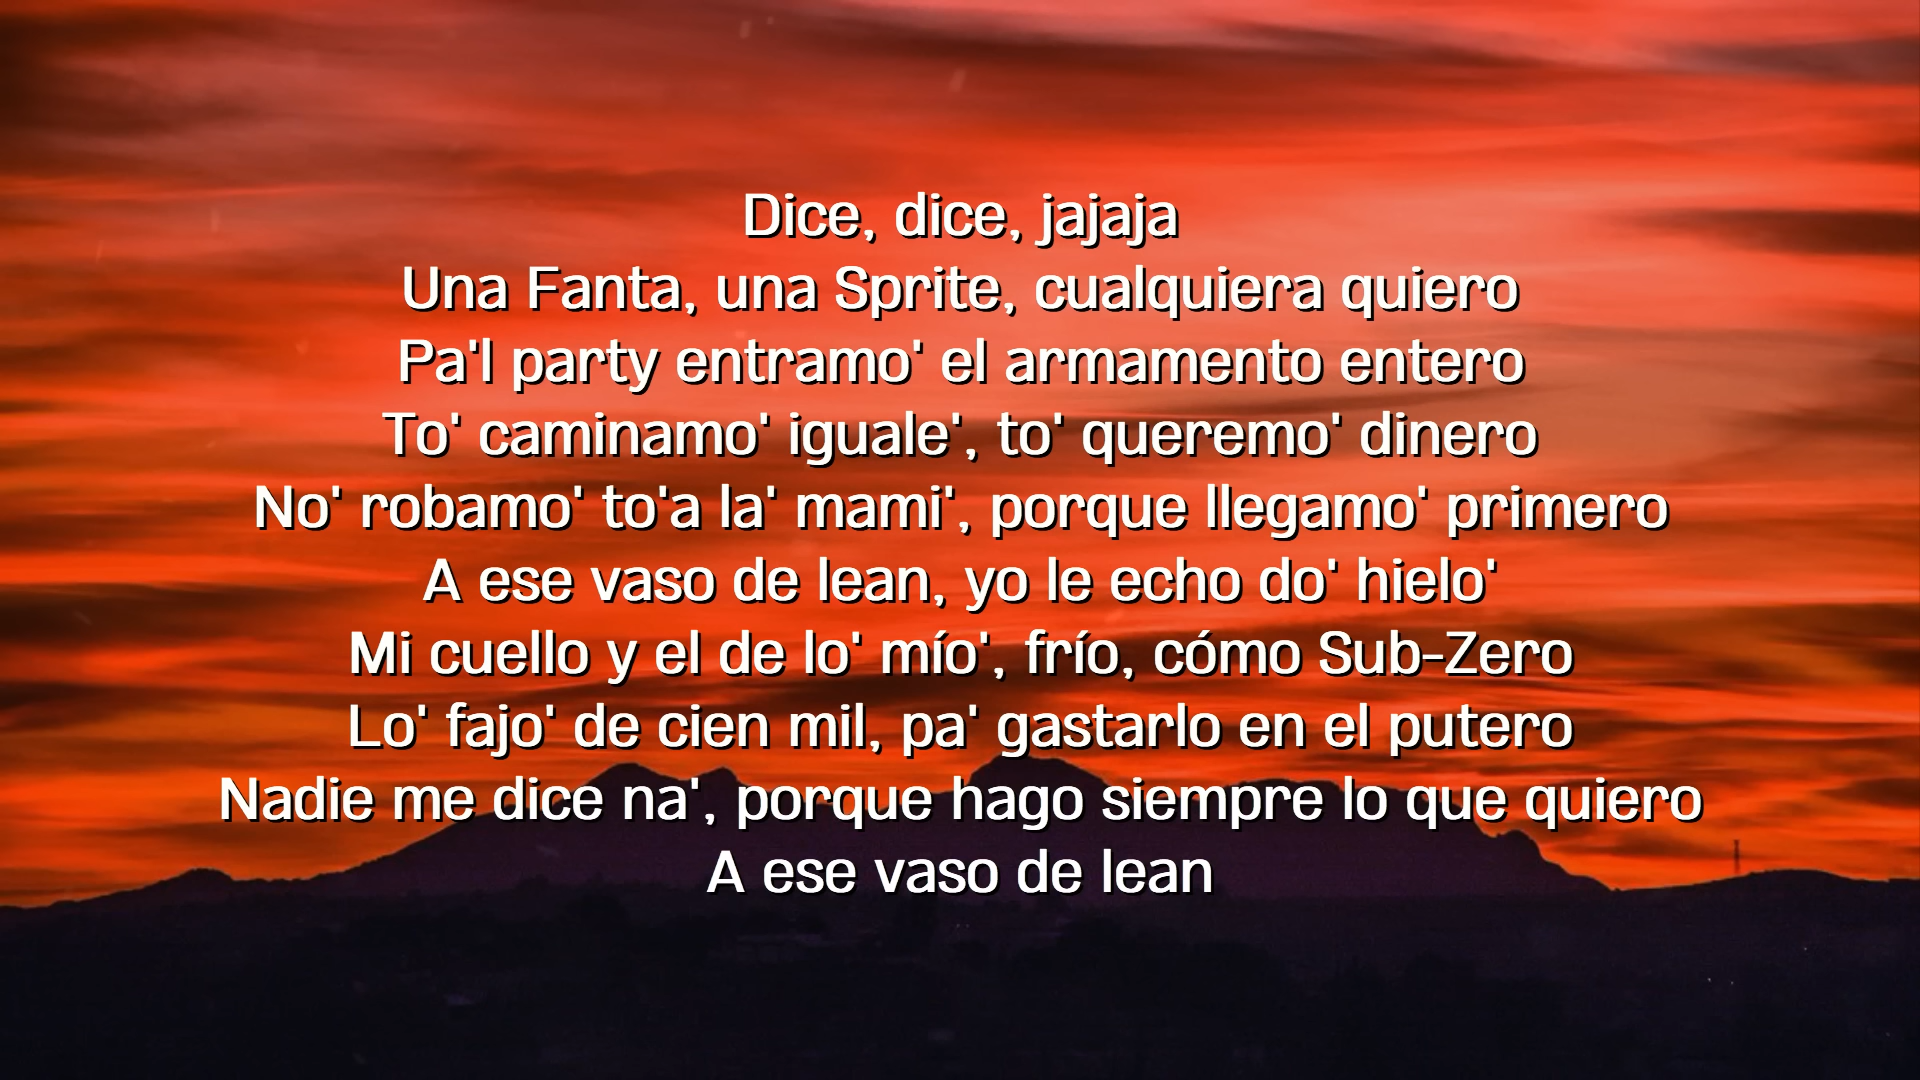 Dice, dice, jajaja
Una Fanta, una Sprite, cualquiera quiero
Pa'l party entramo' el armamento entero
To' caminamo' iguale', to' queremo' dinero
No' robamo' to'a la' mami', porque llegamo' primero
A ese vaso de lean, yo le echo do' hielo'
Mi cuello y el de lo' mío', frío, cómo Sub-Zero
Lo' fajo' de cien mil, pa' gastarlo en el putero
Nadie me dice na', porque hago siempre lo que quiero
A ese vaso de lean